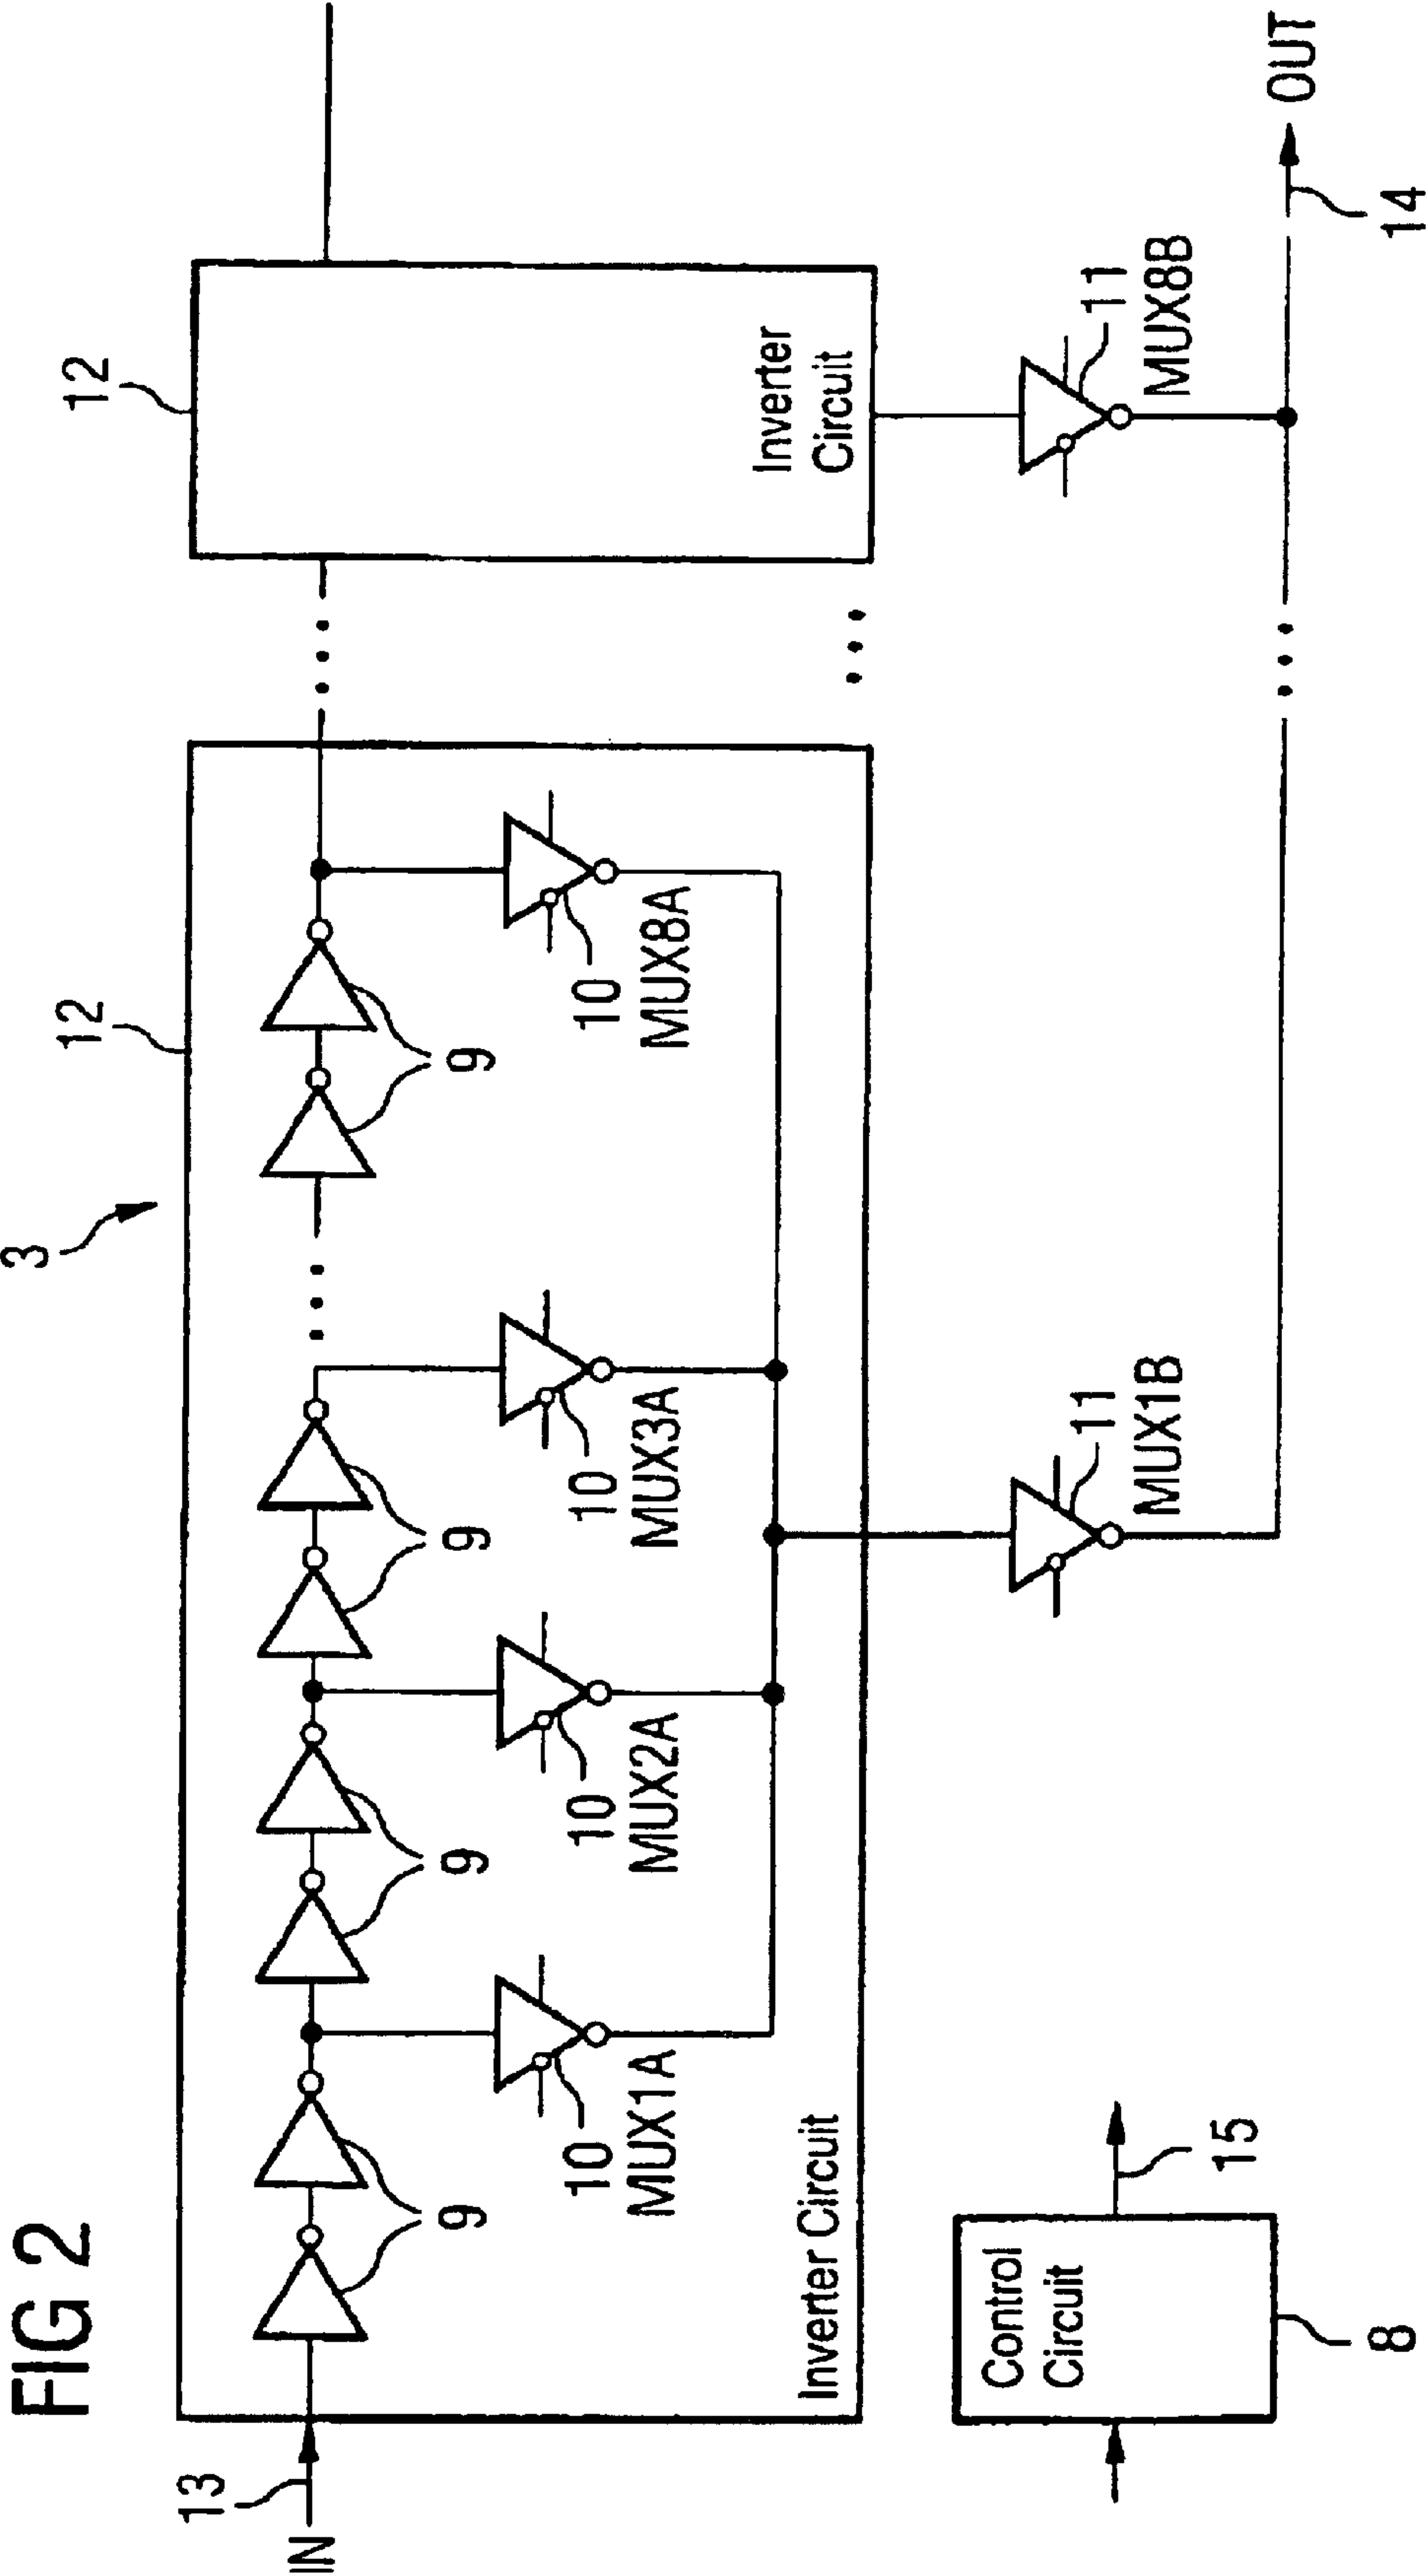 FIG 2
3
12
12
IN
13
9
9
9
9
10
MUX1A
10
MUX2A
10
MUX3A
10
MUX8A
Inverter Circuit
Inverter
Circuit
11
MUX1B
11
MUX8B
Control
Circuit
15
8
14
OUT